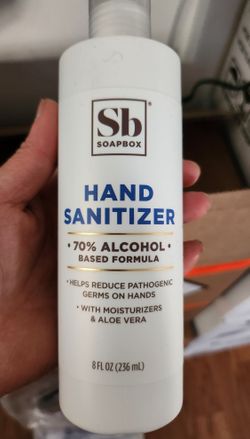 Sb®
SOAPBOX
HAND
SANITIZER
• 70% ALCOHOL •
BASED FORMULA
• HELPS REDUCE PATHOGENIC
GERMS ON HANDS
• WITH MOISTURIZERS
& ALOE VERA
8 FL OZ (236 mL)